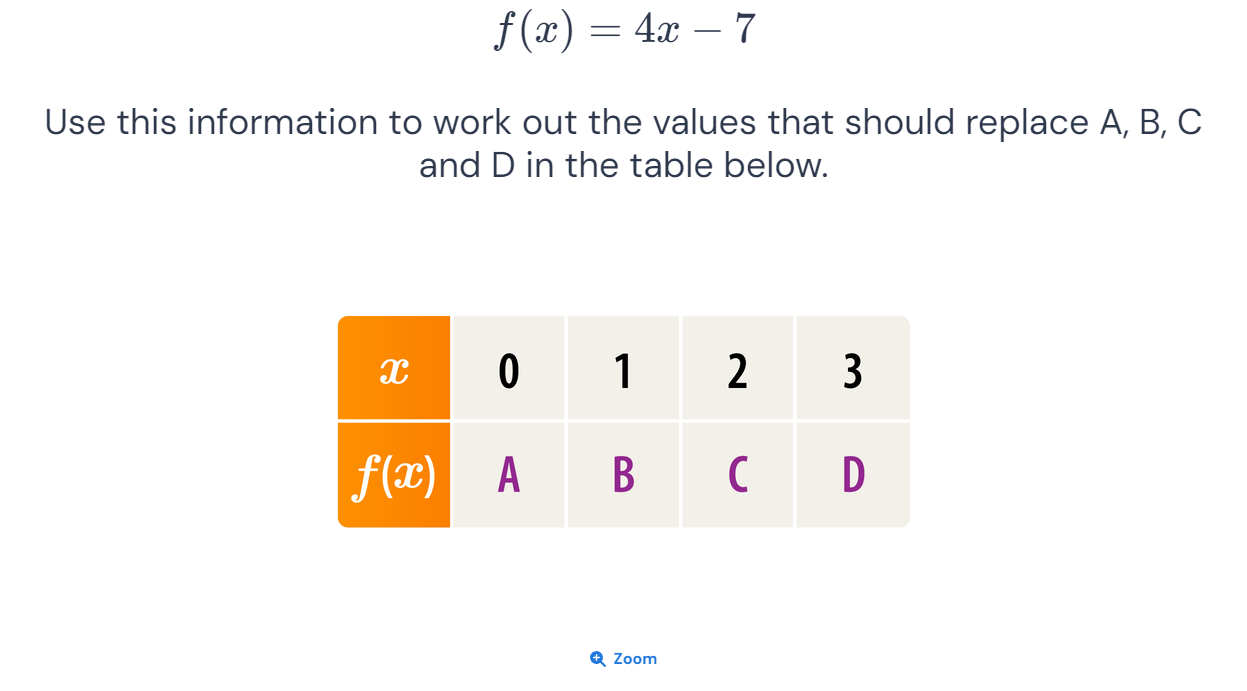 f(x) = 4x − 7
Use this information to work out the values that should replace A, B, C
and D in the table below.
x 0 1 2 3
f(x) A B C D
Zoom